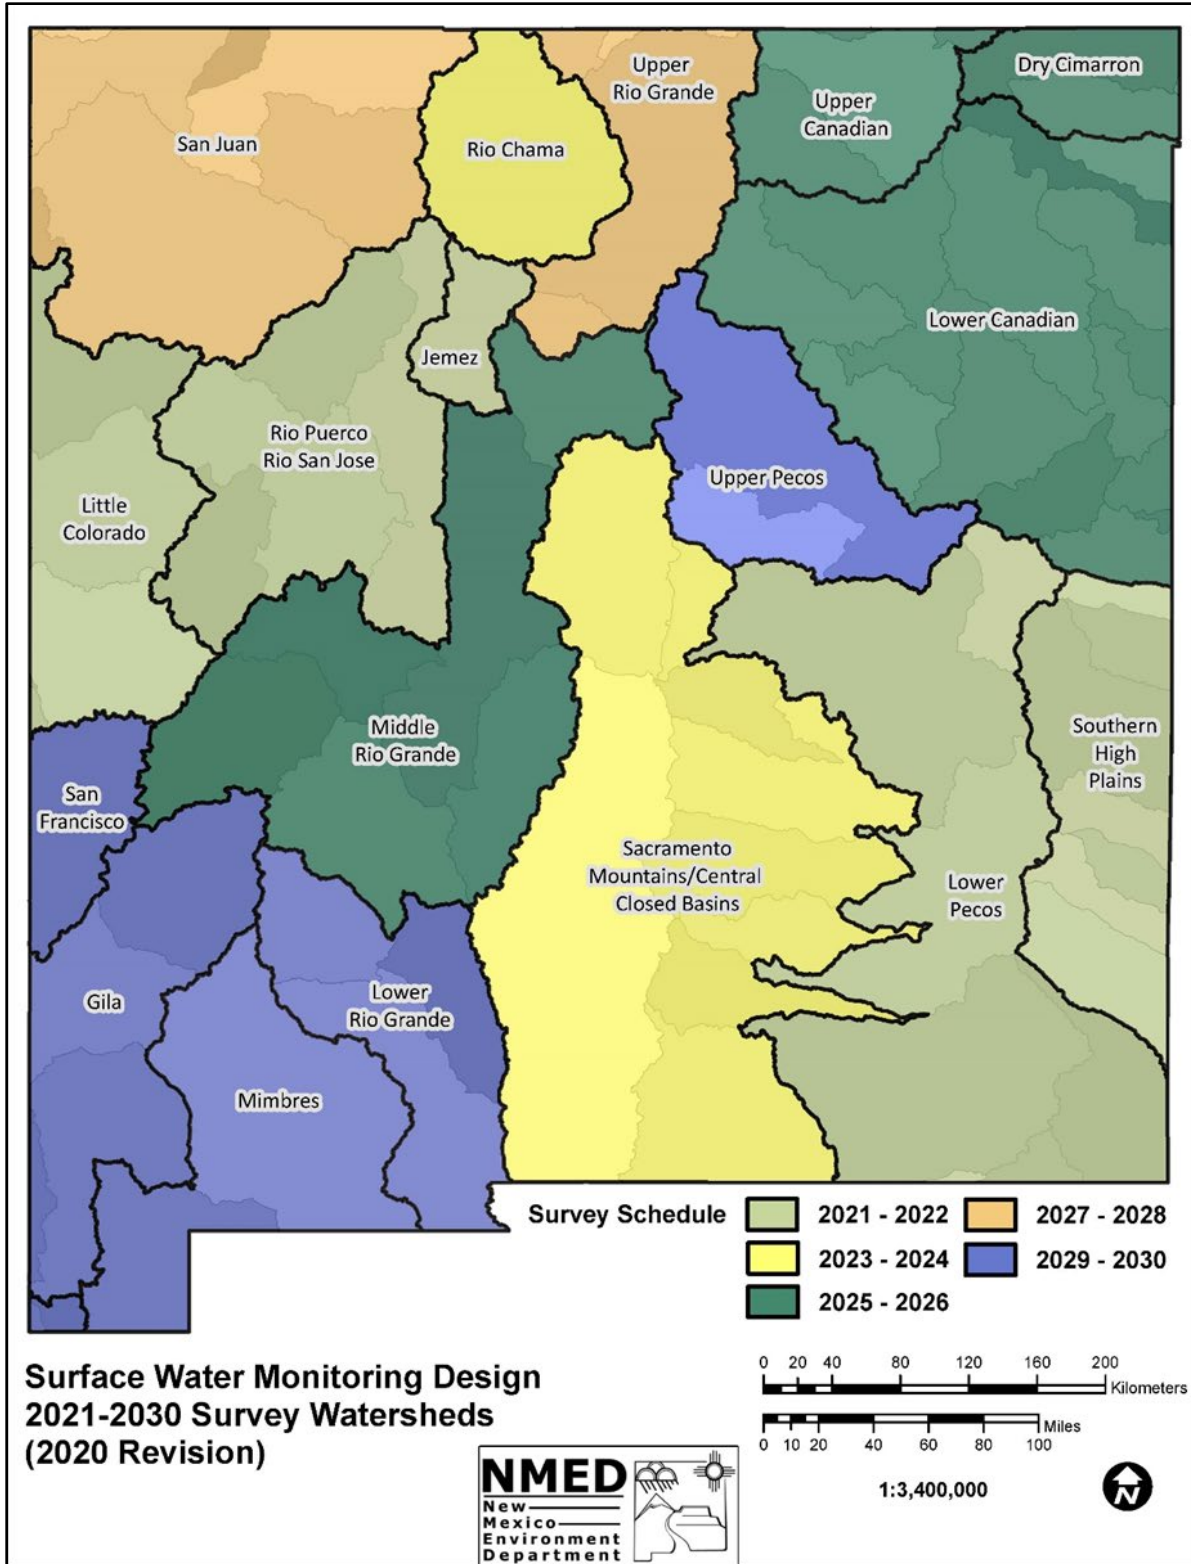 Dry Cimarron
Upper
Rio Grande
Upper
Canadian
San Juan
Rio Chama
Lower Canadian
Jemez
Rio Puerco
Rio San Jose
Upper Pecos
Little
Colorado
Middle
Rio Grande
Southern
High
Plains
San
Francisco
Sacramento
Mountains/Central
Closed Basins
Lower
Pecos
Gila
Lower
Rio Grande
Mimbres
Survey Schedule
2021 - 2022
2023 - 2024
2025 - 2026
2027 - 2028
2029 - 2030
Surface Water Monitoring Design
2021-2030 Survey Watersheds
(2020 Revision)
0 20 40 80 120 160 200
Kilometers
Miles
0 10 20 40 60 80 100
1:3,400,000
N
NMED
New
Mexico
Environment
Department